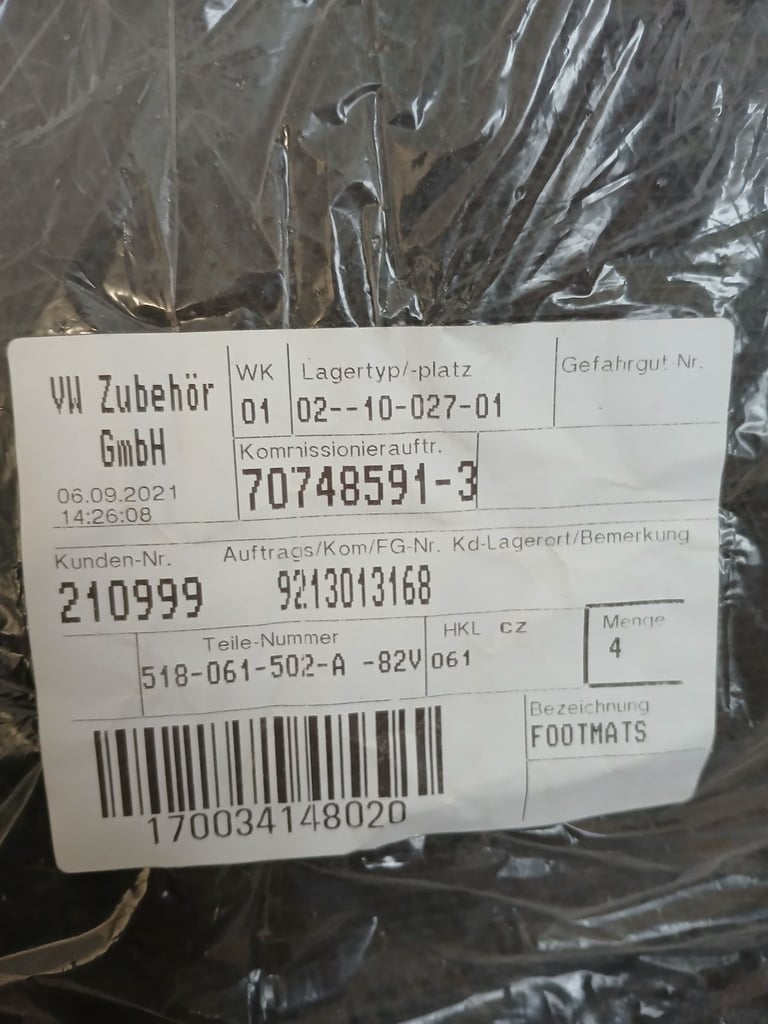 VW Zubehör
GmbH
06.09.2021
14:26:08
WK
01
Lagertyp/-platz
02--10-027-01
Gefahrgut-Nr.
Kommissionierauftr.
70748591-3
Kunden-Nr.
210999
Auftrags/Kom/FG-Nr.
9213013168
Kd-Lagerort/Bemerkung
Teile-Nummer
518-061-502-A -82V
HKL CZ
061
Menge
4
Bezeichnung
FOOTMATS
170034148020